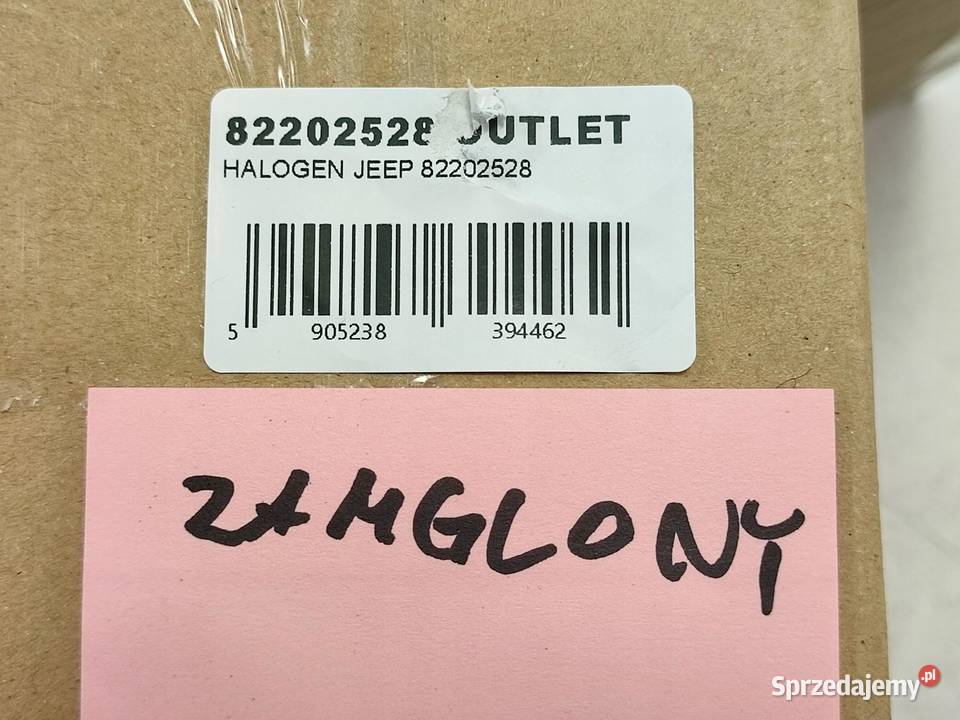 82202528 OUTLET
HALOGEN JEEP 82202528
5 905238 394462
ZAMGLONY
Sprzedajemy.pl